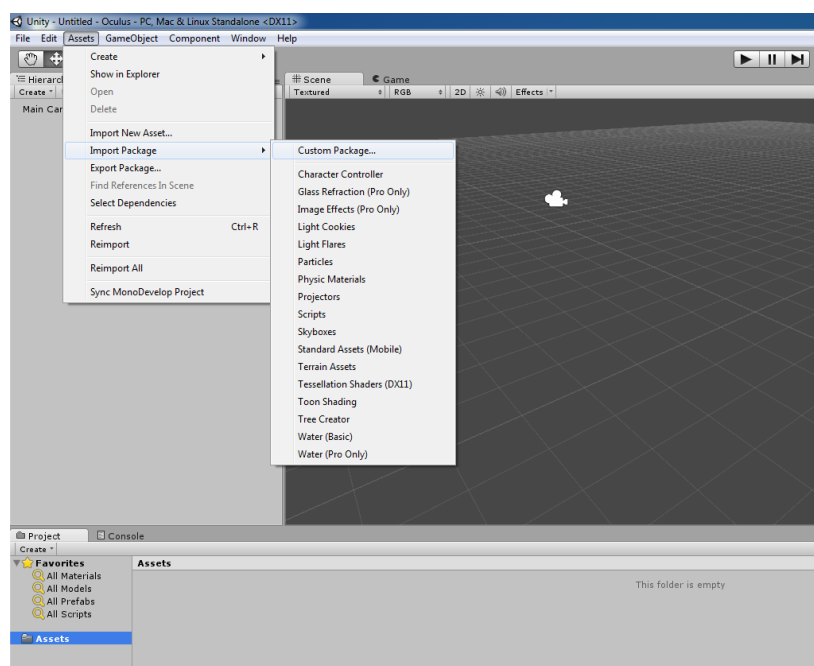 Unity - Untitled - Oculus - PC, Mac & Linux Standalone <DX11>
File Edit Assets GameObject Component Window Help
Create
Show in Explorer
Open
Delete
Import New Asset...
Import Package
Export Package...
Find References In Scene
Select Dependencies
Refresh Ctrl+R
Reimport
Reimport All
Sync MonoDevelop Project
Custom Package...
Character Controller
Glass Refraction (Pro Only)
Image Effects (Pro Only)
Light Cookies
Light Flares
Particles
Physic Materials
Projectors
Scripts
Skyboxes
Standard Assets (Mobile)
Terrain Assets
Tessellation Shaders (DX11)
Toon Shading
Tree Creator
Water (Basic)
Water (Pro Only)
Hierarc
Create
Main Car
Scene Game
Textured RGB 2D Effects
Project Console
Create
Favorites
All Materials
All Models
All Prefabs
All Scripts
Assets
Assets
This folder is empty